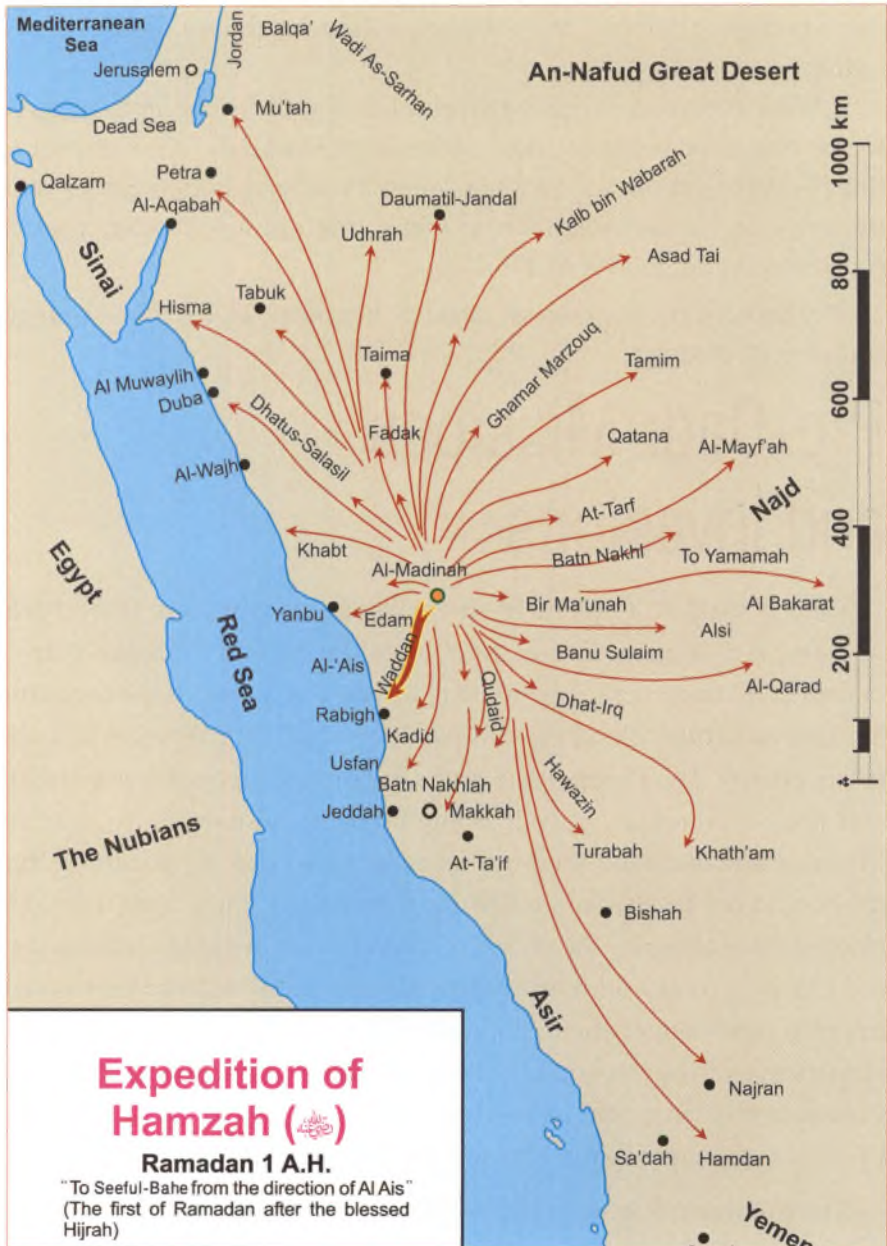 Mediterranean
Sea
Jordan
Balqa'
Wadi As-Sarhan
Jerusalem
An-Nafud Great Desert
Mu'tah
Dead Sea
1000 km
Petra
Qalzam
Daumatil-Jandal
Kalb bin Wabarah
Al-Aqabah
Udhrah
Asad Tai
Sinai
800
Hisma
Tabuk
Taima
Tamim
Al Muwaylih
Duba
Ghamar Marzouq
600
Dhatus-Salasil
Fadak
Qatana
Al-Mayf'ah
Al-Wajh
Najd
At-Tarf
400
Egypt
Khabt
Al-Madinah
Batn Nakhl
To Yamamah
Bir Ma'unah
Al Bakarat
Yanbu
Edam
Alsi
Red Sea
Al-'Ais
Waddan
Banu Sulaim
200
Al-Qarad
Rabigh
Qudaid
Dhat-Irq
Kadid
Usfan
Hawazin
Batn Nakhlah
Jeddah
Makkah
The Nubians
At-Ta'if
Turabah
Khath'am
Bishah
Asir
Expedition of
Hamzah (رضي الله عنه)
Ramadan 1 A.H.
"To Seeful-Bahe from the direction of Al Ais"
(The first of Ramadan after the blessed
Hijrah)
Najran
Sa'dah
Hamdan
Yemen